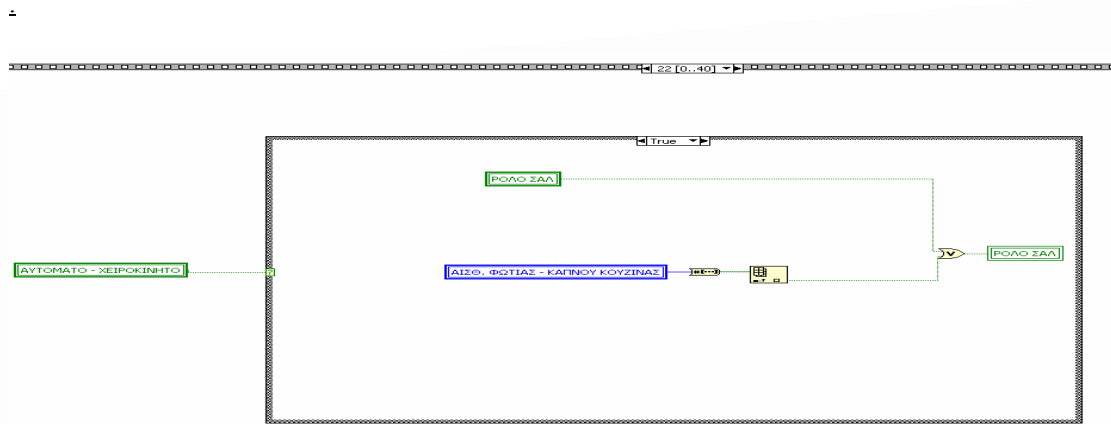 22 [0..40]
True
ΡΟΛΟ ΣΑΛ
ΡΟΛΟ ΣΑΛ
ΑΥΤΟΜΑΤΟ - ΧΕΙΡΟΚΙΝΗΤΟ
ΑΙΣΘ. ΦΩΤΙΑΣ - ΚΑΠΝΟΥ ΚΟΥΖΙΝΑΣ